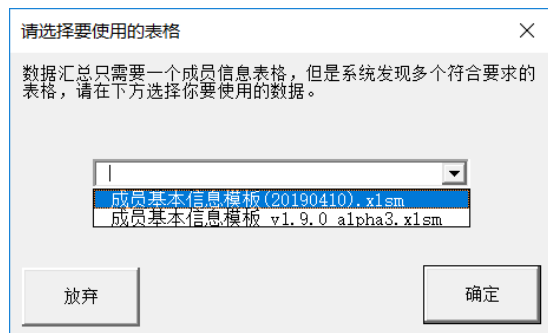 请选择要使用的表格
数据汇总只需要一个成员信息表格，但是系统发现多个符合要求的
表格，请在下方选择你要使用的数据。
成员基本信息模板(20190410).xlsm
成员基本信息模板 v1.9.0 alpha3.xlsm
放弃
确定